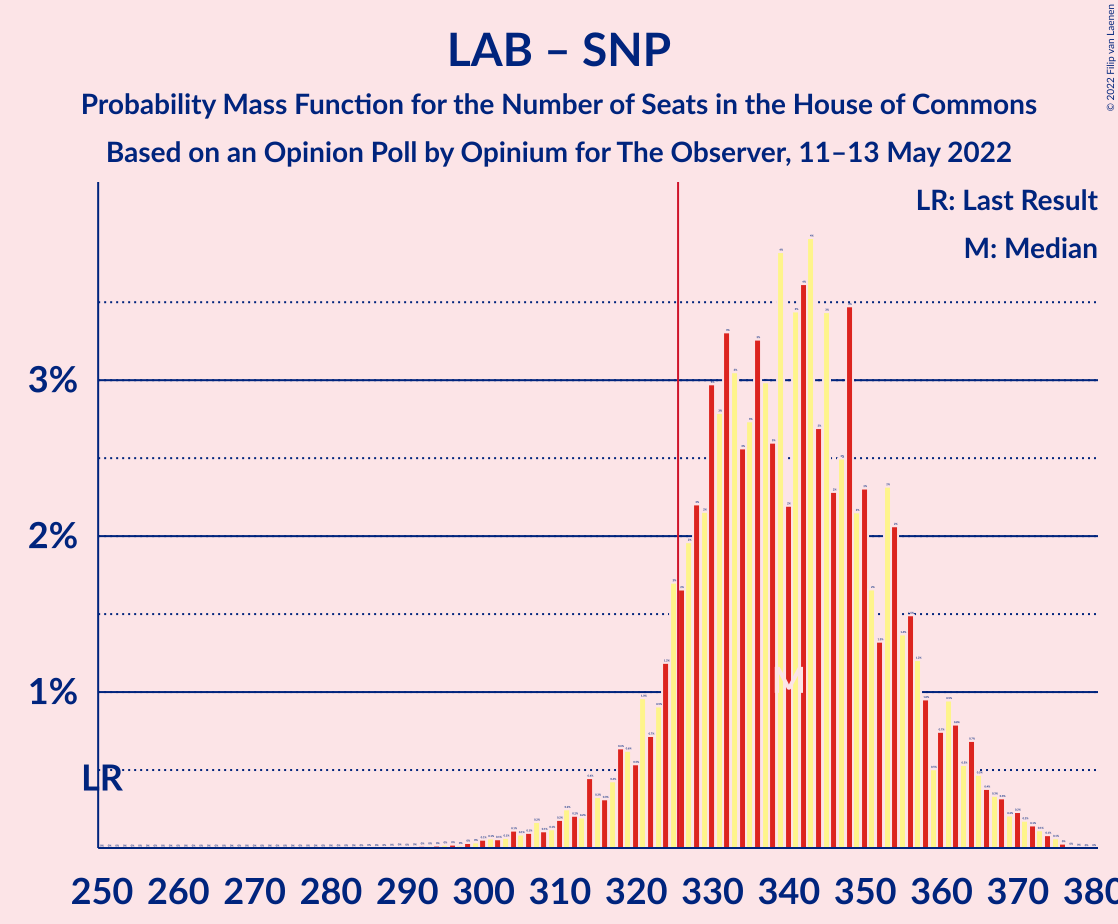 LAB – SNP
Probability Mass Function for the Number of Seats in the House of Commons
Based on an Opinion Poll by Opinium for The Observer, 11–13 May 2022
© 2022 Filip van Laenen
LR: Last Result
M: Median
3%
2%
1%
M
LR
250 260 270 280 290 300 310 320 330 340 350 360 370 380